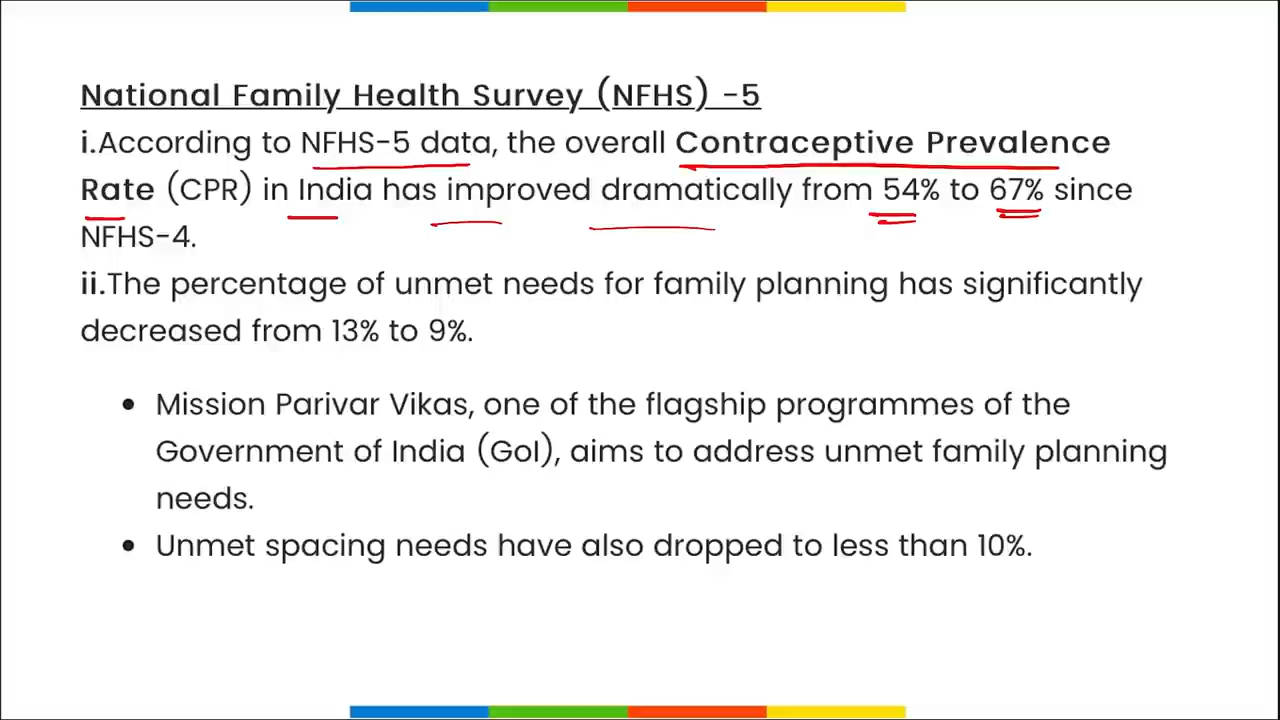 National Family Health Survey (NFHS) -5
i.According to NFHS-5 data, the overall Contraceptive Prevalence
Rate (CPR) in India has improved dramatically from 54% to 67% since
NFHS-4.
ii.The percentage of unmet needs for family planning has significantly
decreased from 13% to 9%.
• Mission Parivar Vikas, one of the flagship programmes of the
Government of India (GoI), aims to address unmet family planning
needs.
• Unmet spacing needs have also dropped to less than 10%.